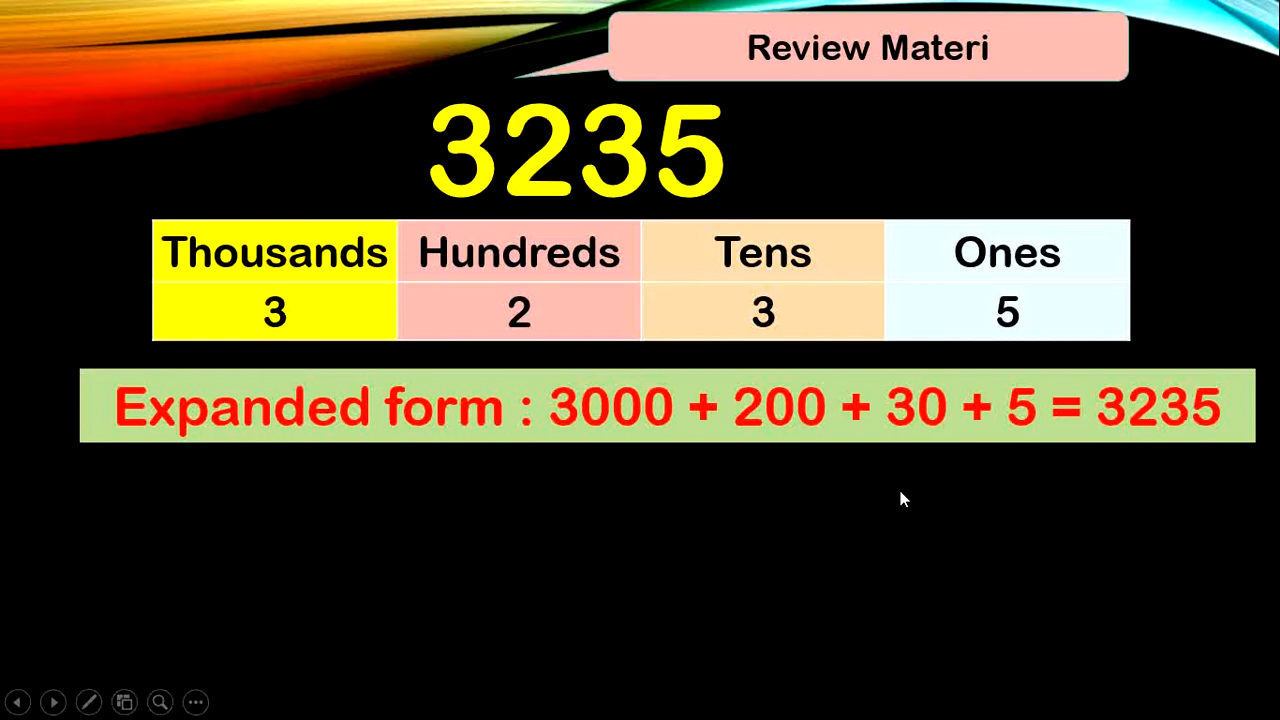 Review Materi
3235
Thousands Hundreds Tens Ones
3 2 3 5
Expanded form : 3000 + 200 + 30 + 5 = 3235